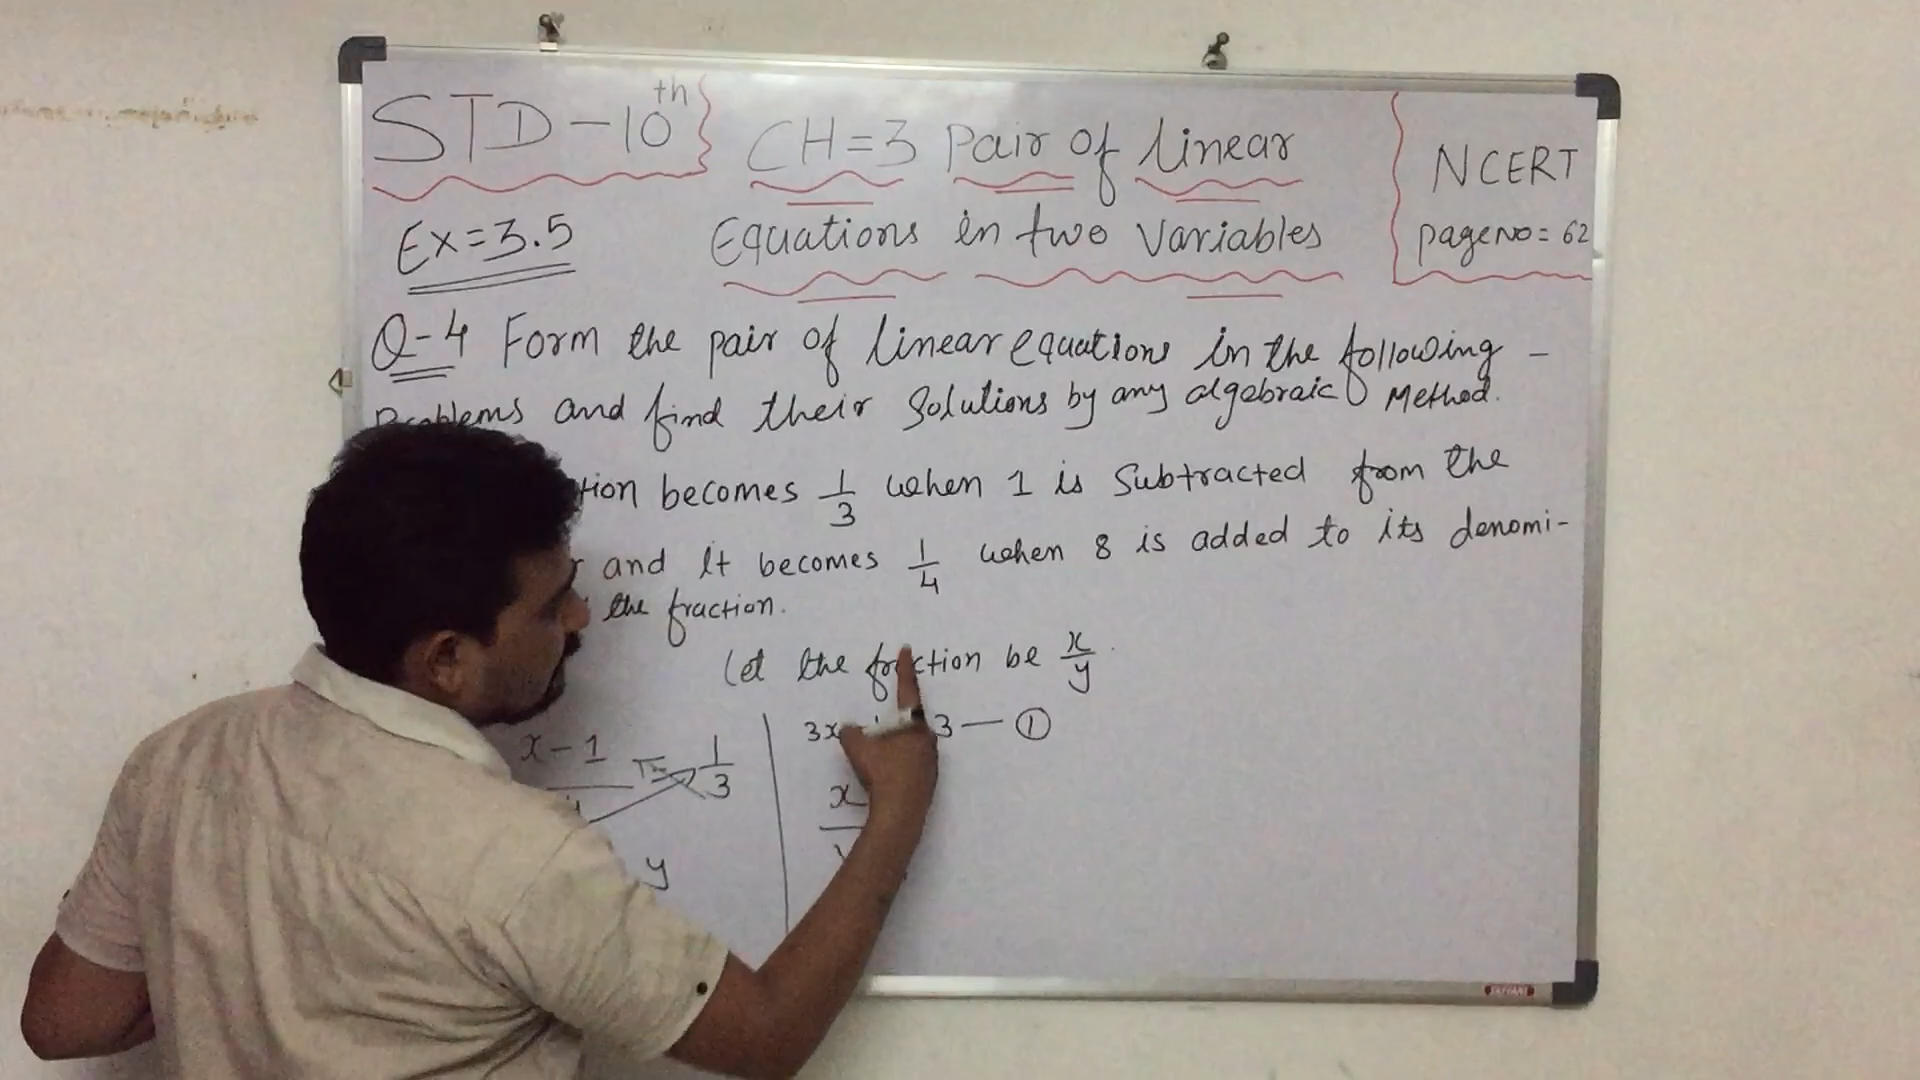 STD-10th CH=3 Pair of linear NCERT
Ex=3.5 Equations in two Variables page no=62
Q-4 Form the pair of linear equations in the following -
Problems and find their solutions by any algebraic Method.
becomes 1/3 when 1 is subtracted from the
and it becomes 1/4 when 8 is added to its denomi-
the fraction.
Let the fraction be x/y
x-1 = 1/3
3 — ①
y